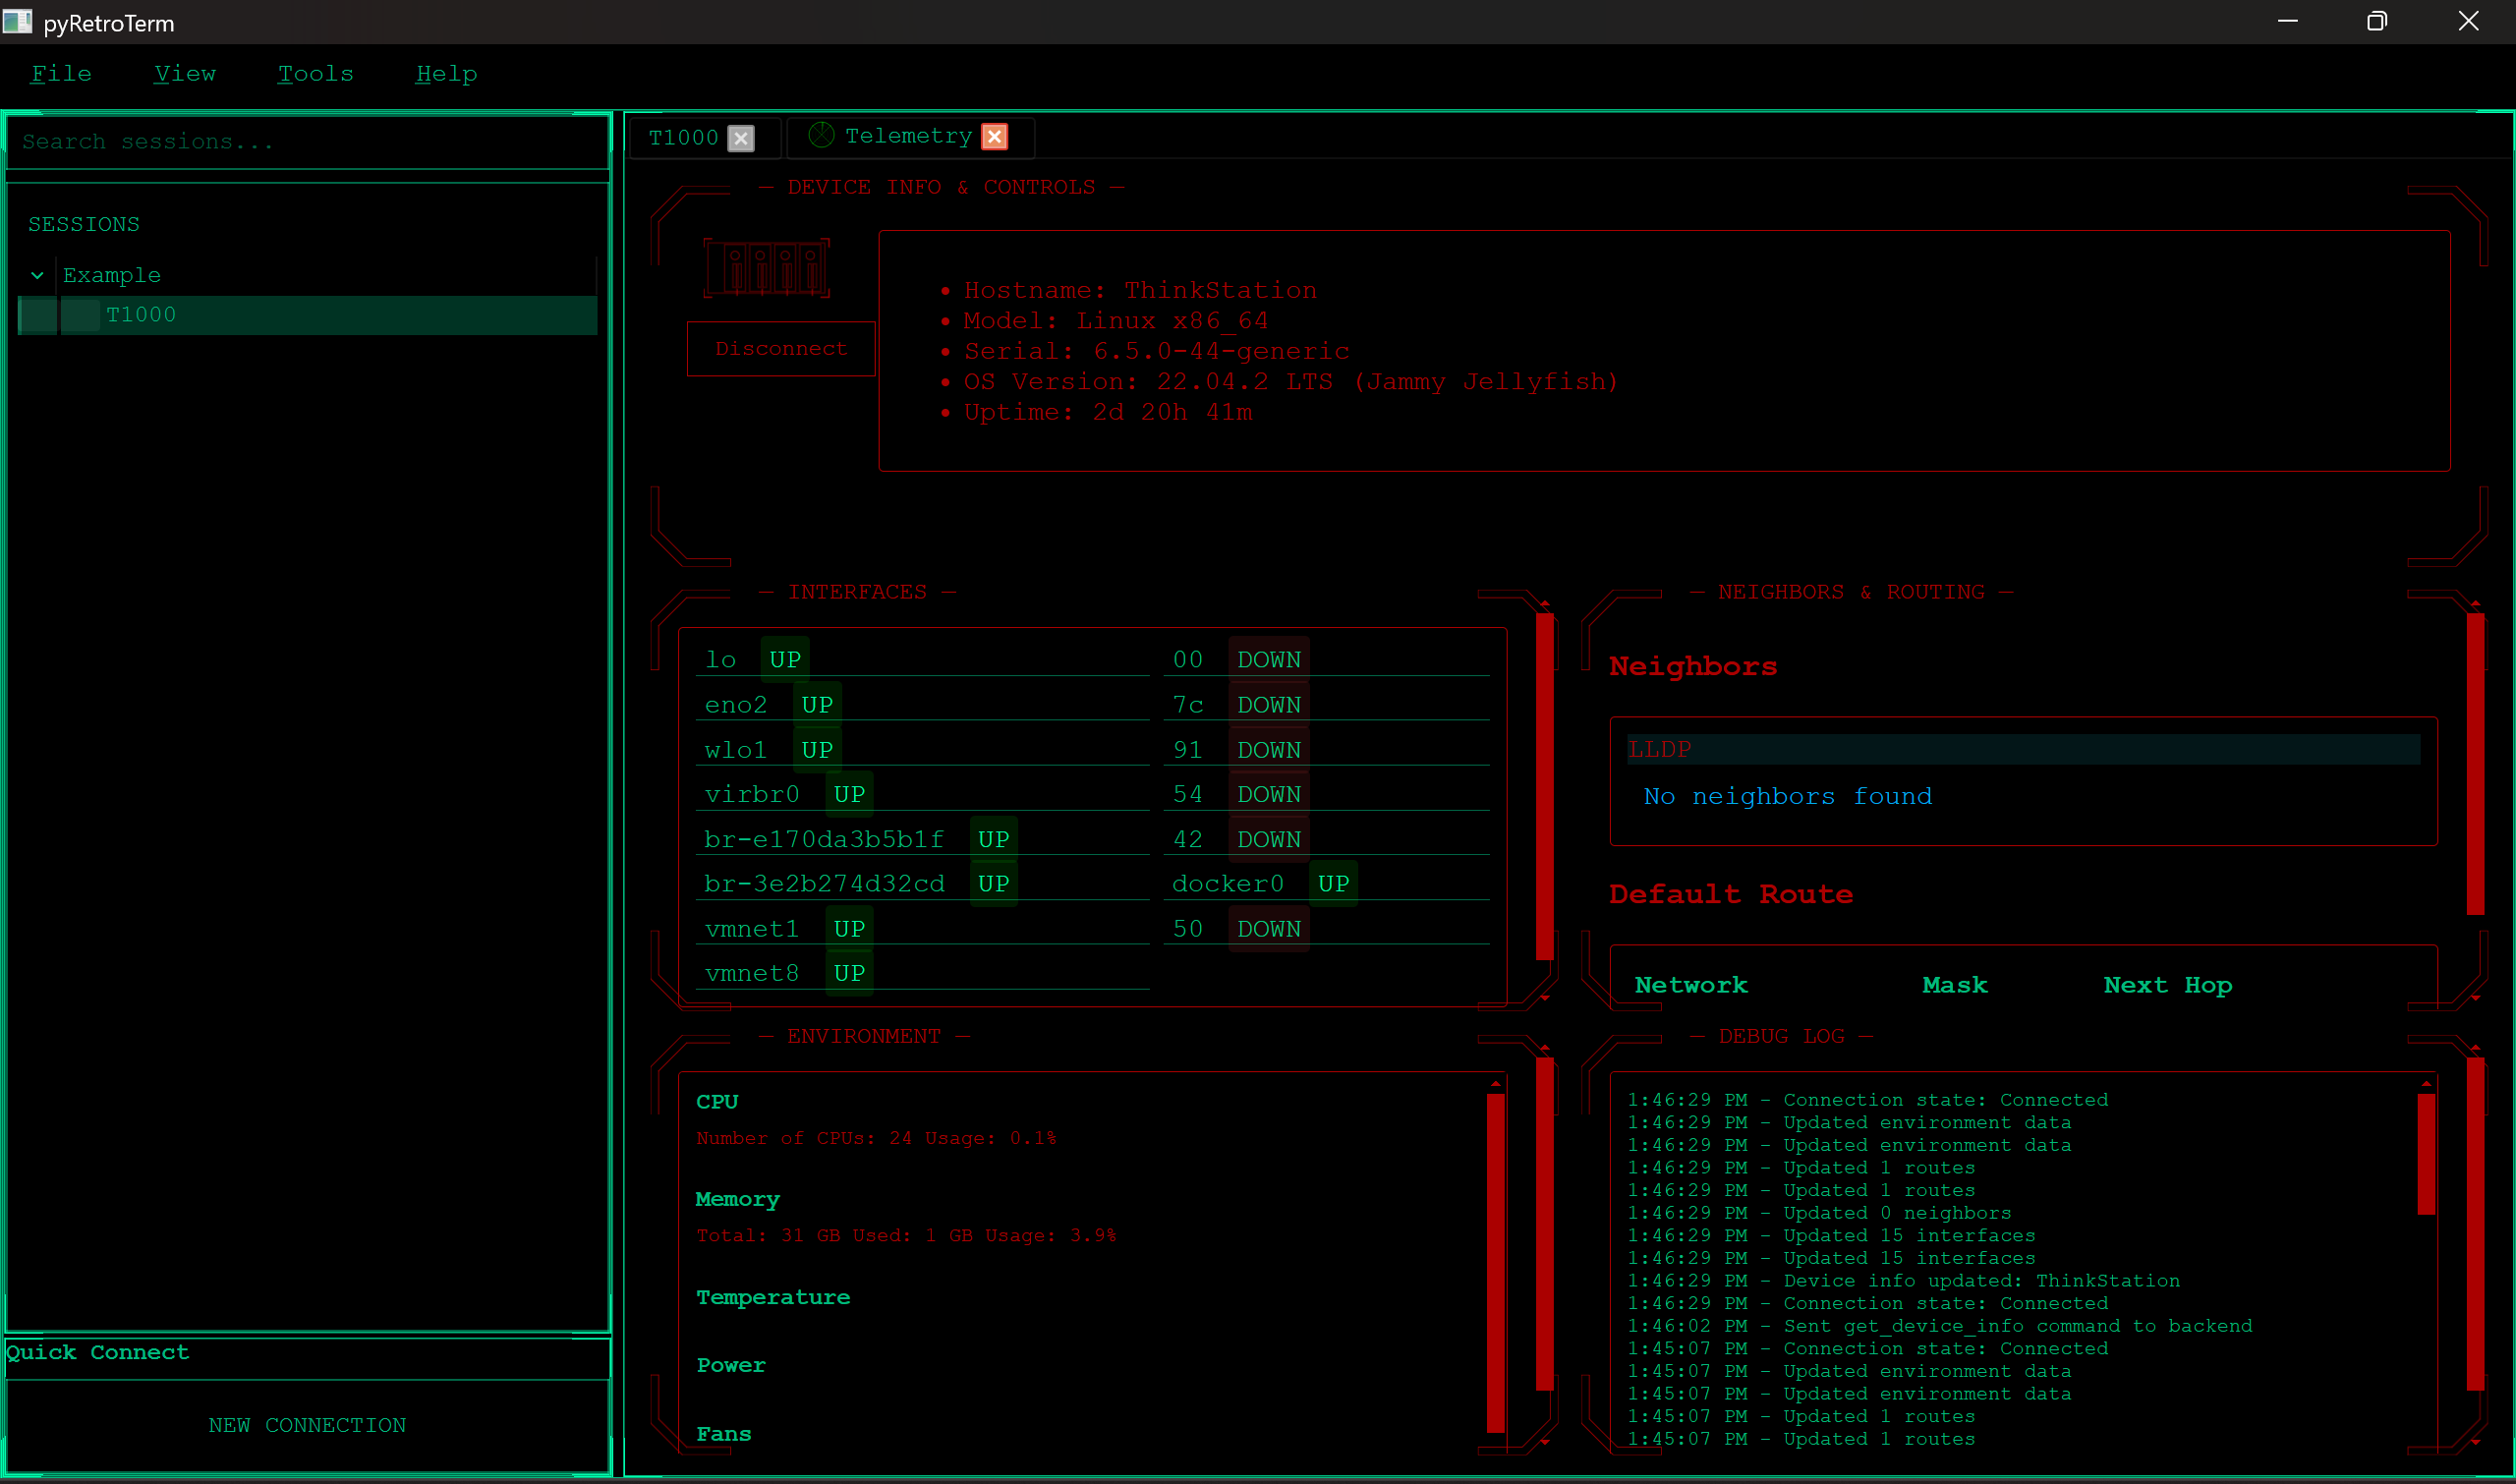 pyRetroTerm
File View Tools Help
Search sessions...
SESSIONS
Example
T1000
Quick Connect
NEW CONNECTION
T1000 Telemetry
— DEVICE INFO & CONTROLS —
Disconnect
• Hostname: ThinkStation
• Model: Linux x86_64
• Serial: 6.5.0-44-generic
• OS Version: 22.04.2 LTS (Jammy Jellyfish)
• Uptime: 2d 20h 41m
— INTERFACES —
lo UP
eno2 UP
wlo1 UP
virbr0 UP
br-e170da3b5b1f UP
br-3e2b274d32cd UP
vmnet1 UP
vmnet8 UP
00 DOWN
7c DOWN
91 DOWN
54 DOWN
42 DOWN
docker0 UP
50 DOWN
— NEIGHBORS & ROUTING —
Neighbors
LLDP
No neighbors found
Default Route
Network Mask Next Hop
— ENVIRONMENT —
CPU
Number of CPUs: 24 Usage: 0.1%
Memory
Total: 31 GB Used: 1 GB Usage: 3.9%
Temperature
Power
Fans
— DEBUG LOG —
1:46:29 PM - Connection state: Connected
1:46:29 PM - Updated environment data
1:46:29 PM - Updated environment data
1:46:29 PM - Updated 1 routes
1:46:29 PM - Updated 1 routes
1:46:29 PM - Updated 0 neighbors
1:46:29 PM - Updated 15 interfaces
1:46:29 PM - Updated 15 interfaces
1:46:29 PM - Device info updated: ThinkStation
1:46:29 PM - Connection state: Connected
1:46:02 PM - Sent get_device_info command to backend
1:45:07 PM - Connection state: Connected
1:45:07 PM - Updated environment data
1:45:07 PM - Updated environment data
1:45:07 PM - Updated 1 routes
1:45:07 PM - Updated 1 routes